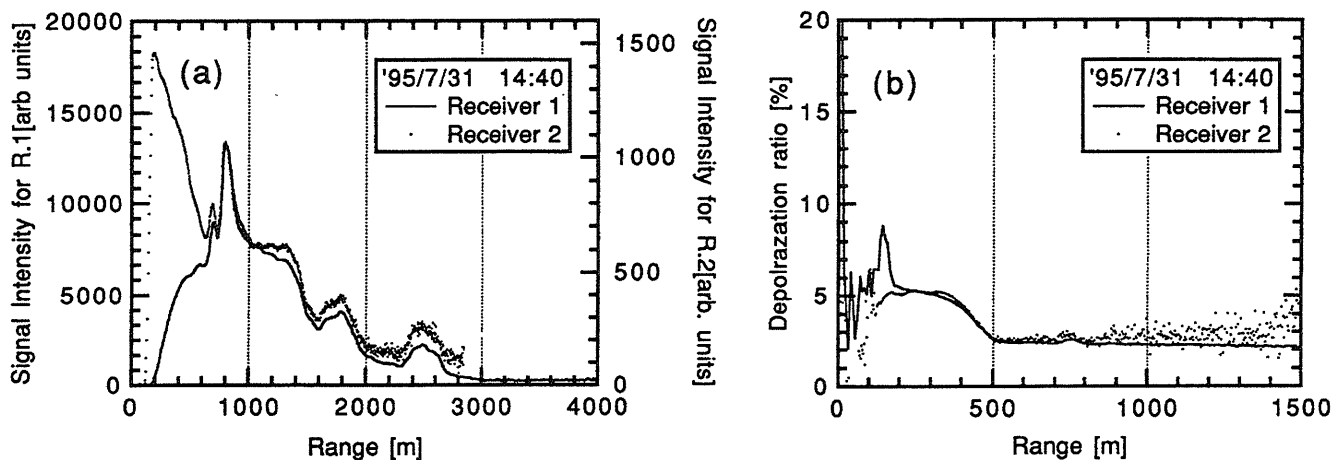 Signal Intensity for R.1[arb units]
20000
15000
10000
5000
0
(a)
'95/7/31 14:40
Receiver 1
Receiver 2
1500
1000
500
0
Signal Intensity for R.2[arb. units]
0 1000 2000 3000 4000
Range [m]
Depolrazation ratio [%]
20
15
10
5
0
(b)
'95/7/31 14:40
Receiver 1
Receiver 2
0 500 1000 1500
Range [m]